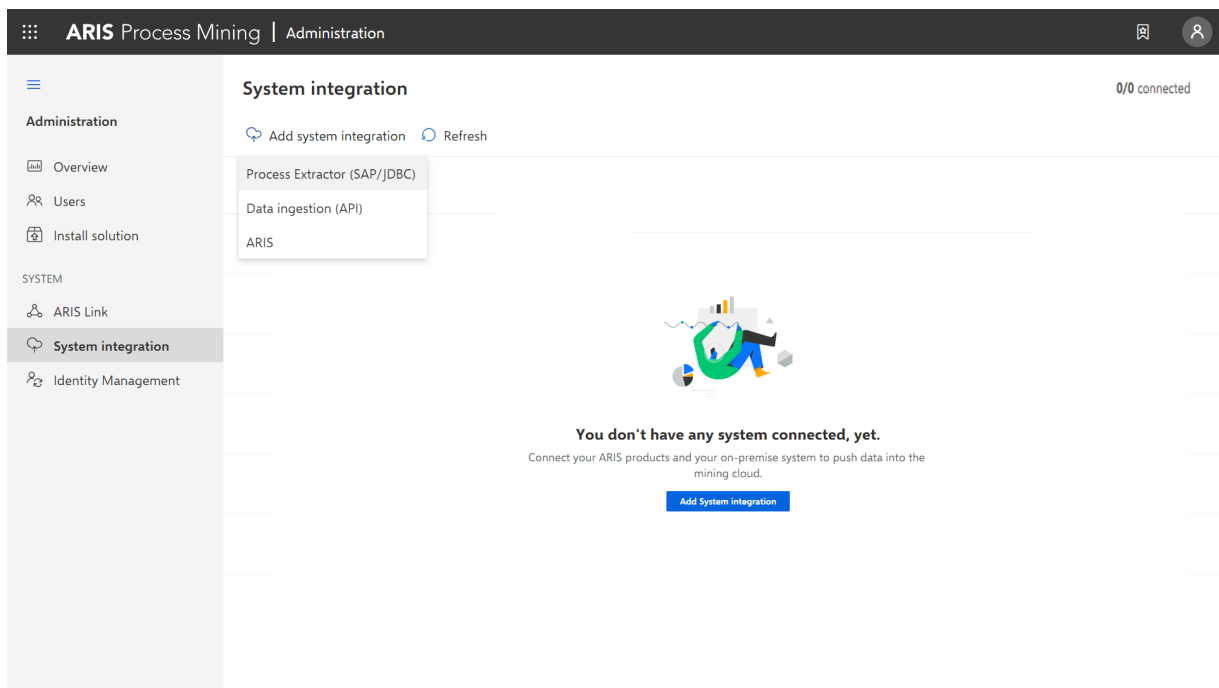 ARIS Process Mining | Administration
System integration
0/0 connected
Administration
Add system integration
Refresh
Overview
Users
Install solution
SYSTEM
ARIS Link
System integration
Identity Management
Process Extractor (SAP/JDBC)
Data ingestion (API)
ARIS
You don't have any system connected, yet.
Connect your ARIS products and your on-premise system to push data into the
mining cloud.
Add System integration